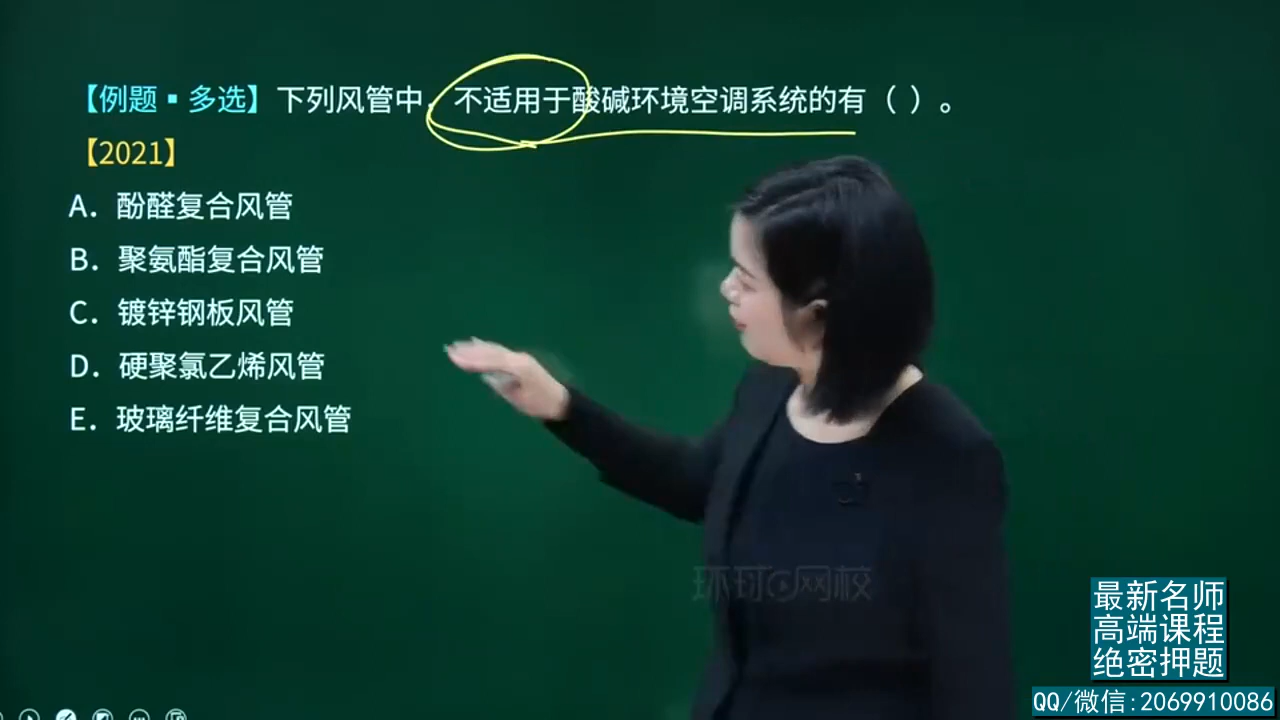 【例题▪多选】下列风管中，不适用于酸碱环境空调系统的有（ ）。
【2021】
A．酚醛复合风管
B．聚氨酯复合风管
C．镀锌钢板风管
D．硬聚氯乙烯风管
E．玻璃纤维复合风管
环球网校
最新名师
高端课程
绝密押题
QQ/微信:2069910086